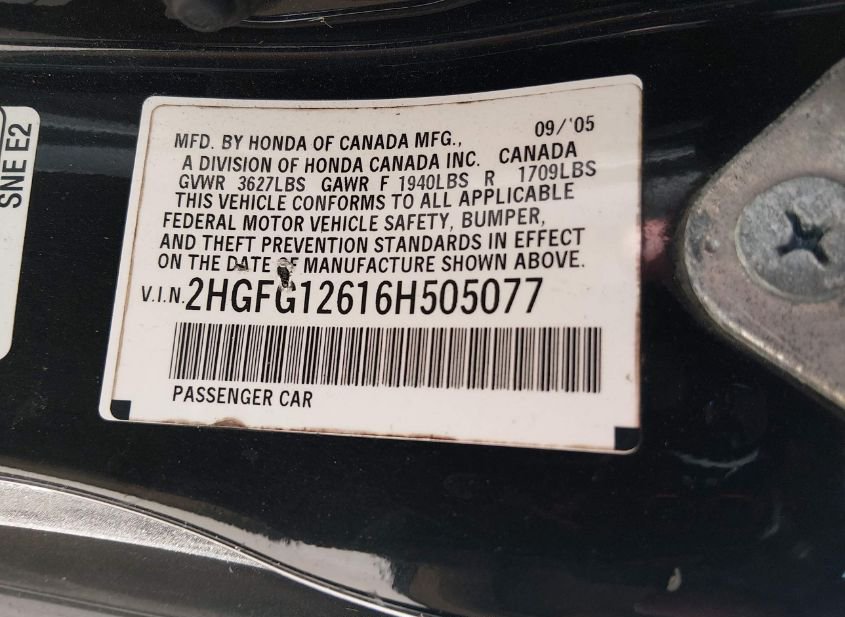 SNE E2
MFD. BY HONDA OF CANADA MFG., 09/'05
A DIVISION OF HONDA CANADA INC. CANADA
GVWR 3627LBS GAWR F 1940LBS R 1709LBS
THIS VEHICLE CONFORMS TO ALL APPLICABLE
FEDERAL MOTOR VEHICLE SAFETY, BUMPER,
AND THEFT PREVENTION STANDARDS IN EFFECT
ON THE DATE OF MANUFACTURE SHOWN ABOVE.
V.I.N. 2HGFG12616H505077
PASSENGER CAR